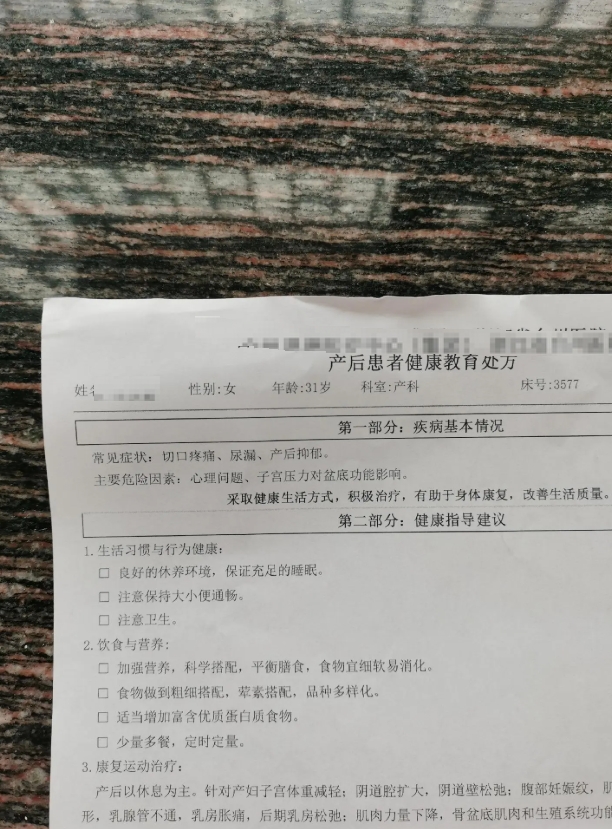 产后患者健康教育处方
姓名 性别:女 年龄:31岁 科室:产科 床号:3577
第一部分: 疾病基本情况
常见症状: 切口疼痛、尿漏、产后抑郁。
主要危险因素: 心理问题、子宫压力对盆底功能影响。
采取健康生活方式，积极治疗，有助于身体康复，改善生活质量。
第二部分: 健康指导建议
1. 生活习惯与行为健康:
□ 良好的休养环境，保证充足的睡眠。
□ 注意保持大小便通畅。
□ 注意卫生。
2. 饮食与营养:
□ 加强营养，科学搭配，平衡膳食，食物宜细软易消化。
□ 食物做到粗细搭配，荤素搭配，品种多样化。
□ 适当增加富含优质蛋白质食物。
□ 少量多餐，定时定量。
3. 康复运动治疗:
产后以休息为主。针对产妇子宫体重减轻; 阴道腔扩大，阴道壁松弛; 腹部妊娠纹，肌
形，乳腺管不通，乳房胀痛，后期乳房松弛; 肌肉力量下降，骨盆底肌肉和生殖系统功能